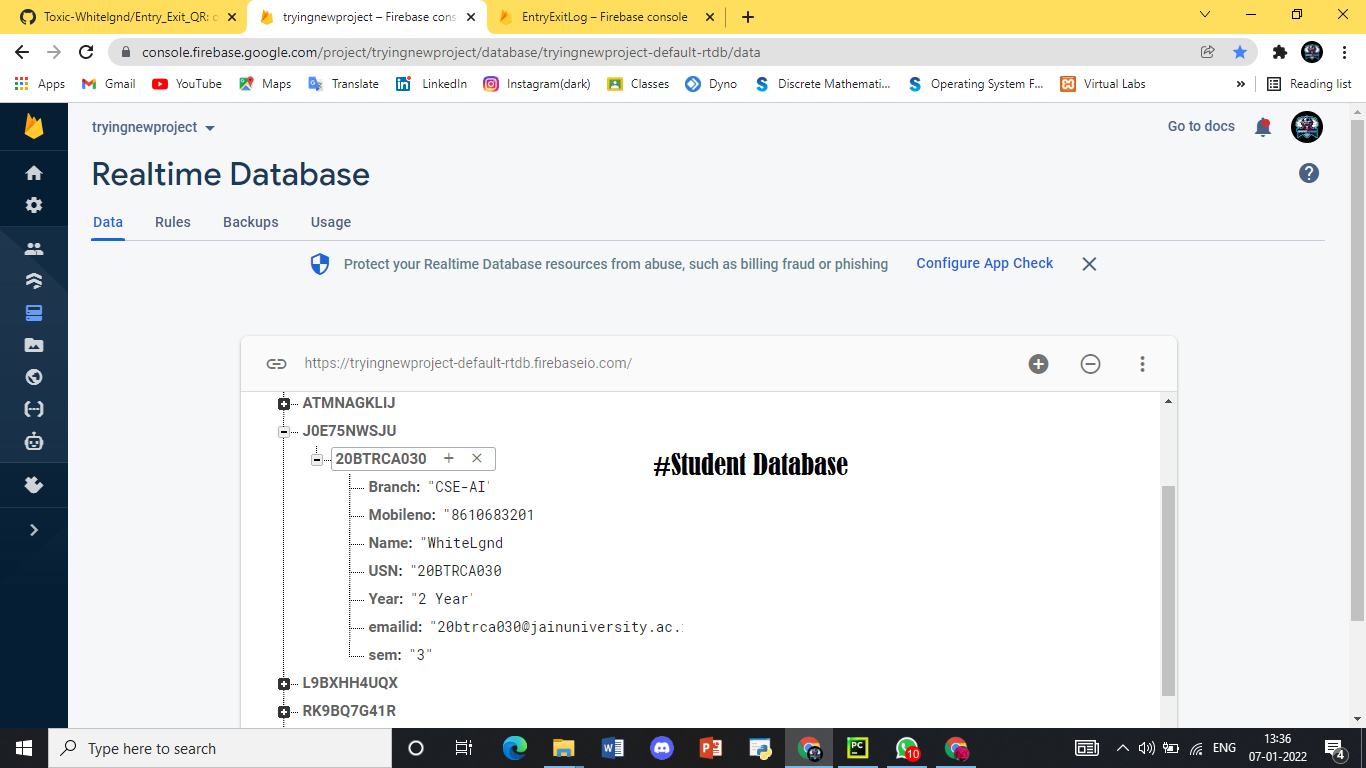 Toxic-Whitelgnd/Entry_Exit_QR: c
tryingnewproject – Firebase cons
EntryExitLog – Firebase console
console.firebase.google.com/project/tryingnewproject/database/tryingnewproject-default-rtdb/data
Apps Gmail YouTube Maps Translate LinkedIn Instagram(dark) Classes Dyno Discrete Mathemati... Operating System F... Virtual Labs » Reading list
tryingnewproject Go to docs
Realtime Database
Data Rules Backups Usage
Protect your Realtime Database resources from abuse, such as billing fraud or phishing Configure App Check
https://tryingnewproject-default-rtdb.firebaseio.com/
ATMNAGKLIJ
J0E75NWSJU
20BTRCA030
#Student Database
Branch: "CSE-AI"
Mobileno: "8610683201
Name: "WhiteLgnd
USN: "20BTRCA030
Year: "2 Year"
emailid: "20btrca030@jainuniversity.ac.
sem: "3"
L9BXHH4UQX
RK9BQ7G41R
Type here to search
10
ENG
13:36
07-01-2022
4